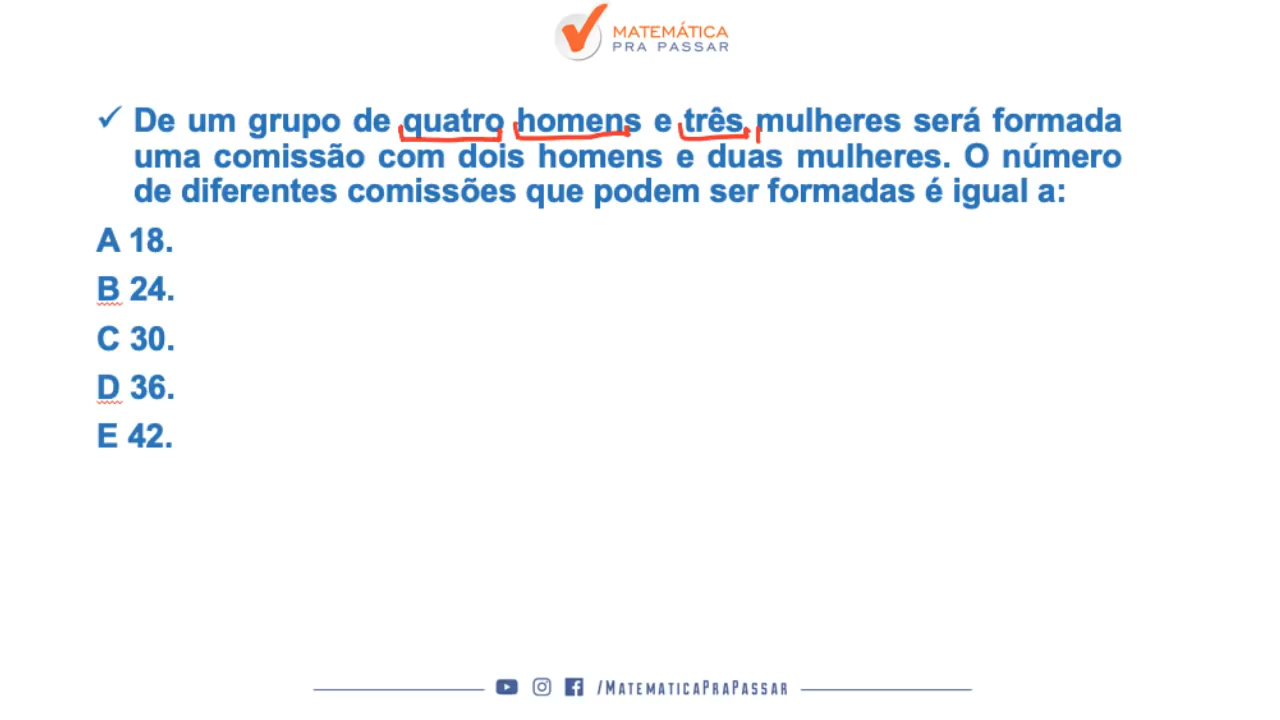 MATEMÁTICA
PRA PASSAR
✓ De um grupo de quatro homens e três mulheres será formada
uma comissão com dois homens e duas mulheres. O número
de diferentes comissões que podem ser formadas é igual a:
A 18.
B 24.
C 30.
D 36.
E 42.
/MATEMATICAPRAPASSAR